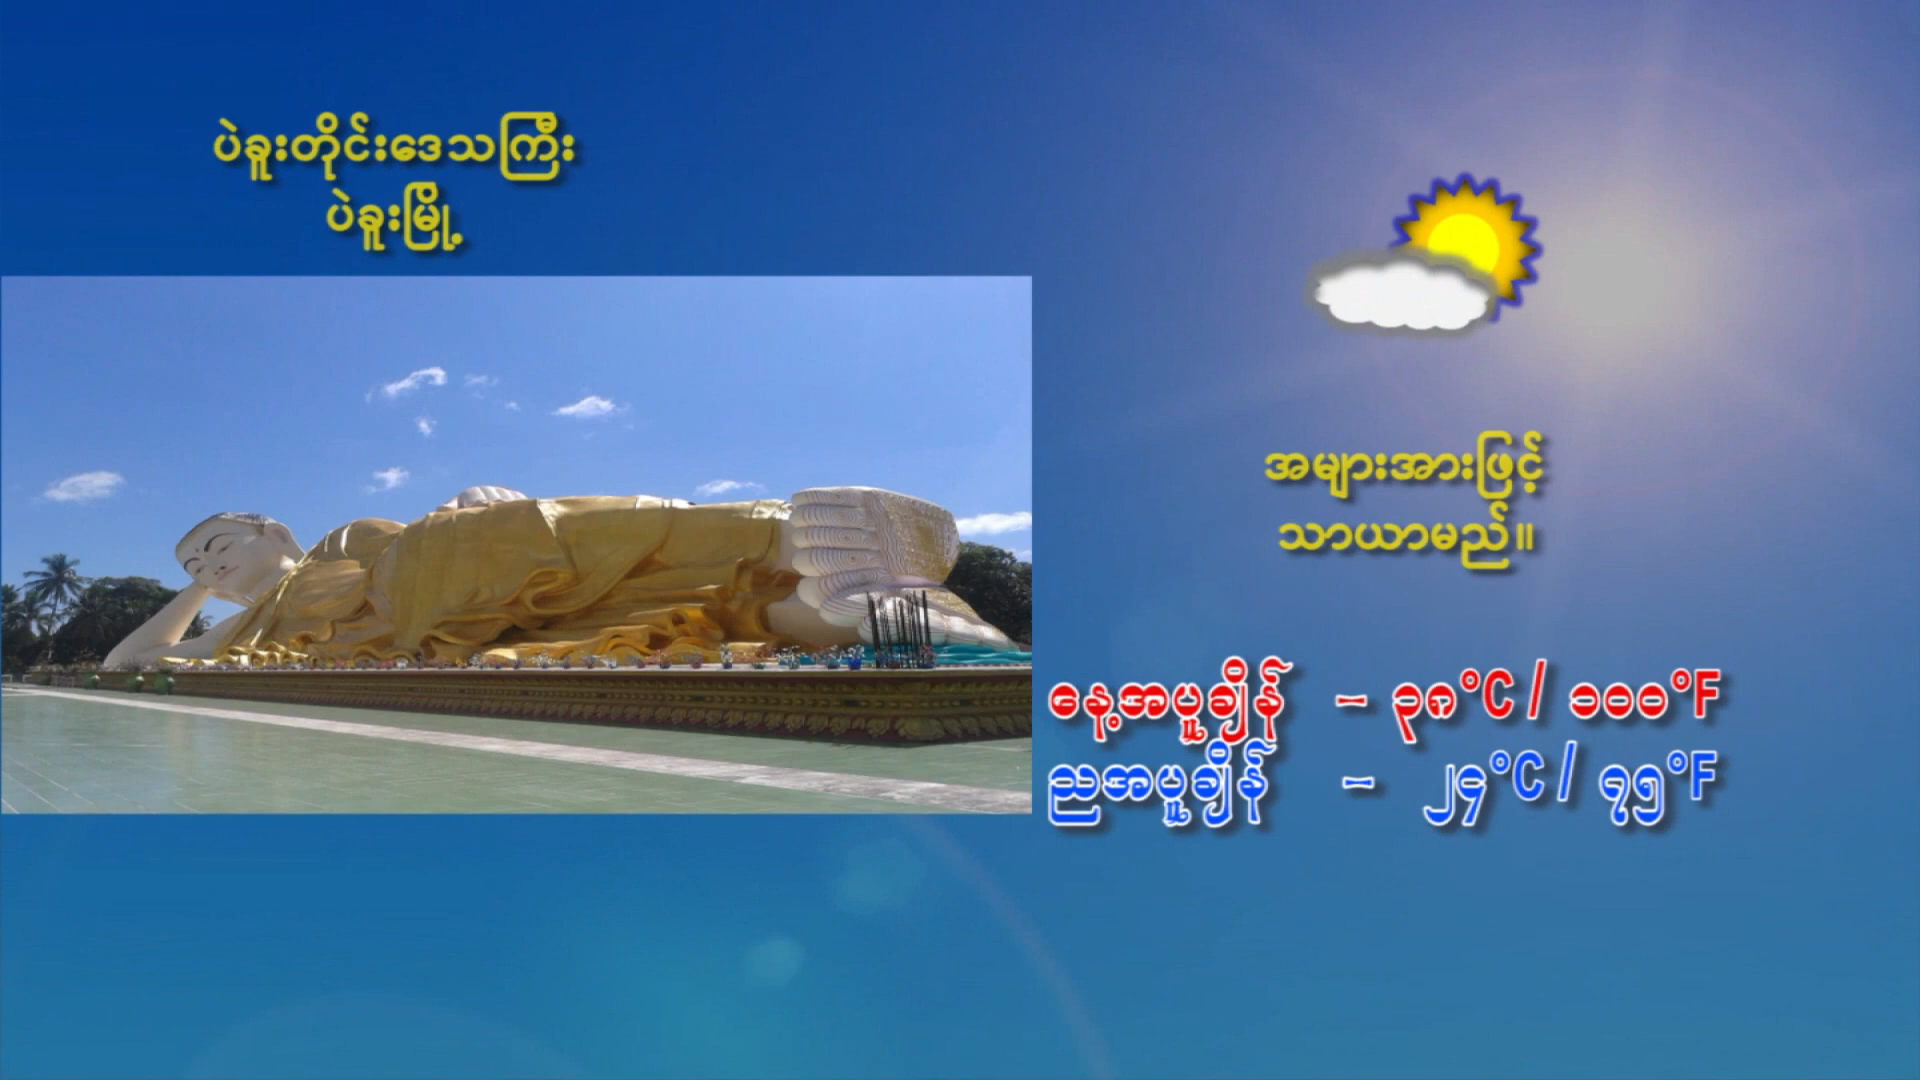 ပဲခူးတိုင်းဒေသကြီး
ပဲခူးမြို့
အများအားဖြင့်
သာယာမည်။
နေ့အပူချိန် - ၃၈°C / ၁၀၀°F
ညအပူချိန် - ၂၄°C / ၇၅°F